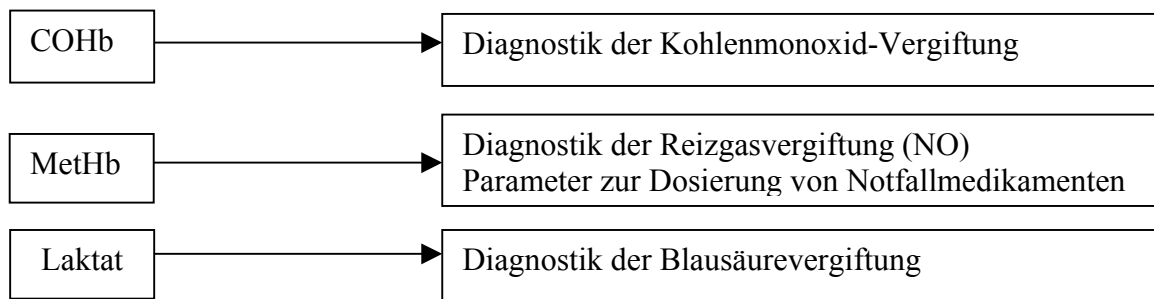 COHb
Diagnostik der Kohlenmonoxid-Vergiftung
MetHb
Diagnostik der Reizgasvergiftung (NO)
Parameter zur Dosierung von Notfallmedikamenten
Laktat
Diagnostik der Blausäurevergiftung